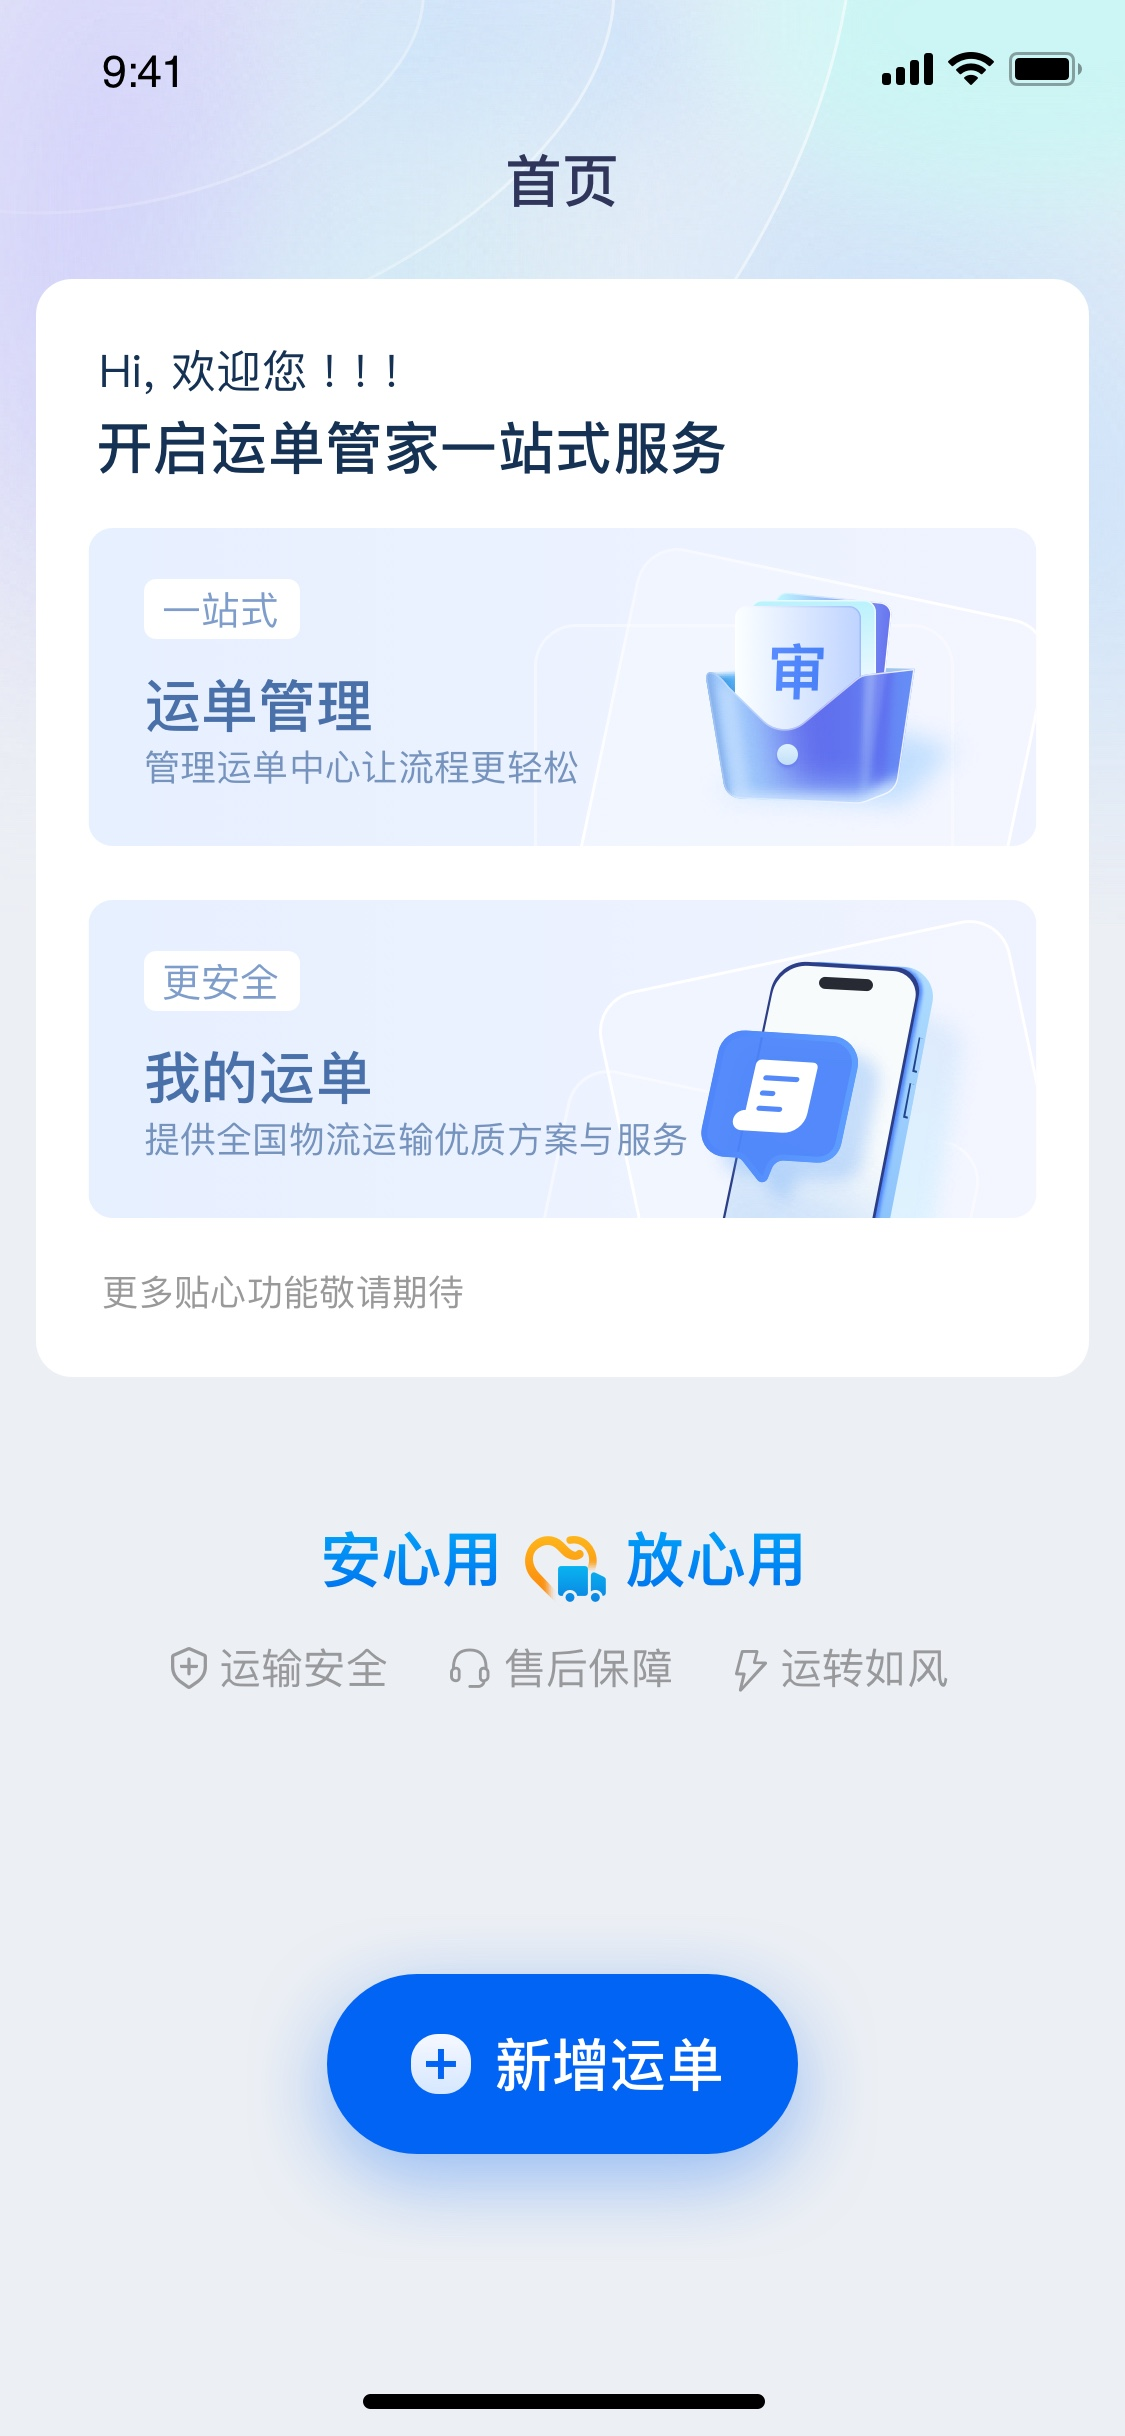 9:41
首页
Hi, 欢迎您！！！
开启运单管家一站式服务
一站式
运单管理
管理运单中心让流程更轻松
审
更安全
我的运单
提供全国物流运输优质方案与服务
更多贴心功能敬请期待
安心用 放心用
运输安全 售后保障 运转如风
新增运单